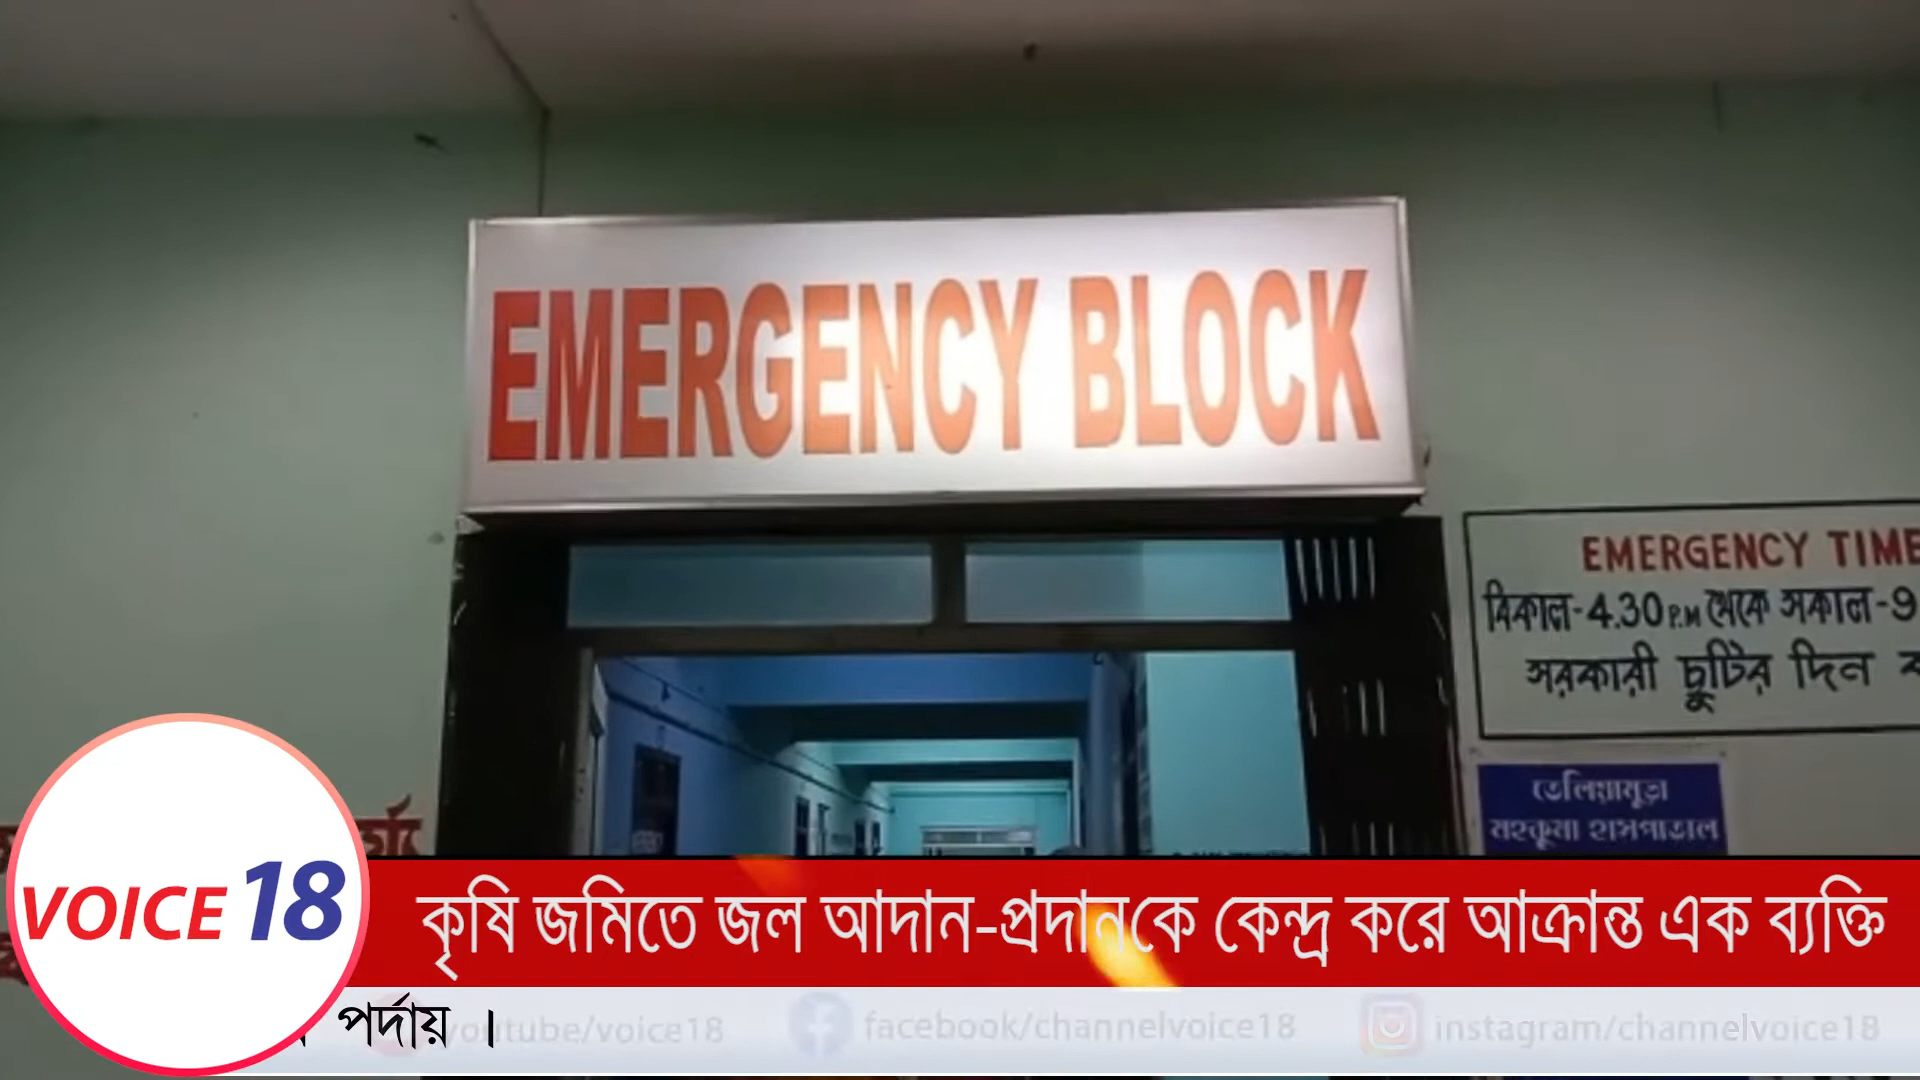 EMERGENCY BLOCK
EMERGENCY TIME
বিকাল-4.30 P.M থেকে সকাল-9
সরকারী ছুটির দিন
তেলিয়ামুড়া
মহকুমা হাসপাতাল
VOICE 18
কৃষি জমিতে জল আদান-প্রদানকে কেন্দ্র করে আক্রান্ত এক ব্যক্তি
পর্দায় ।
youtube/voice18
facebook/channelvoice18
instagram/channelvoice18